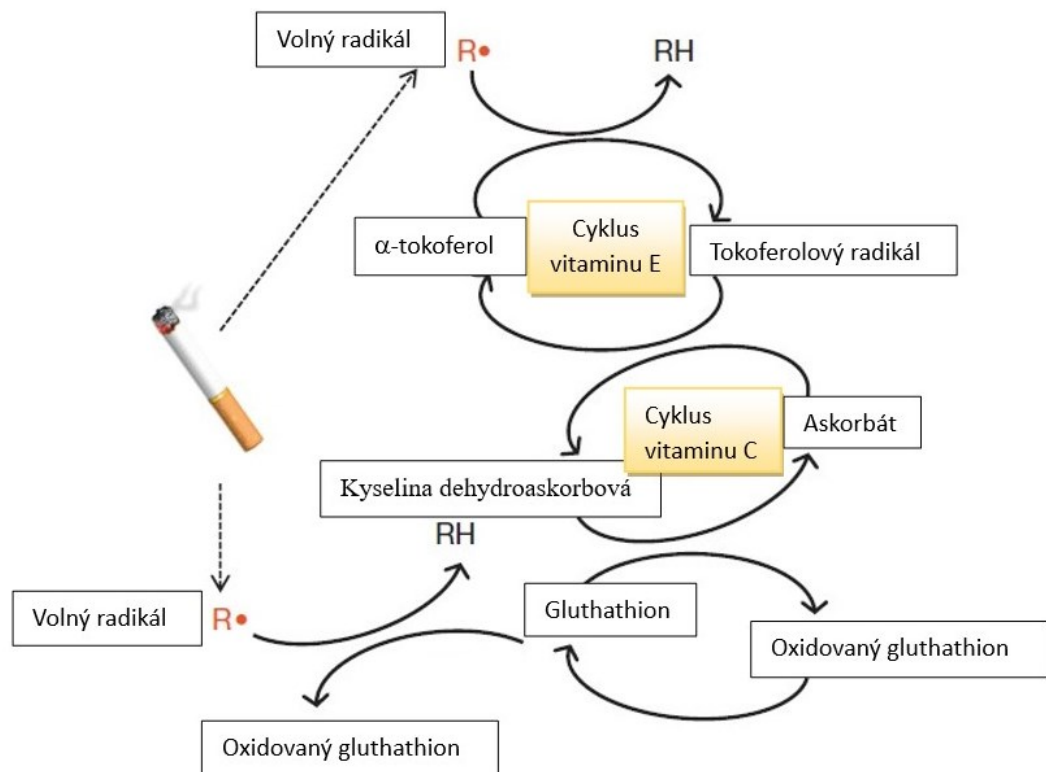 Volný radikál
R•
RH
α-tokoferol
Cyklus
vitaminu E
Tokoferolový radikál
Cyklus
vitaminu C
Askorbát
Kyselina dehydroaskorbová
RH
Volný radikál
R•
Gluthathion
Oxidovaný gluthathion
Oxidovaný gluthathion